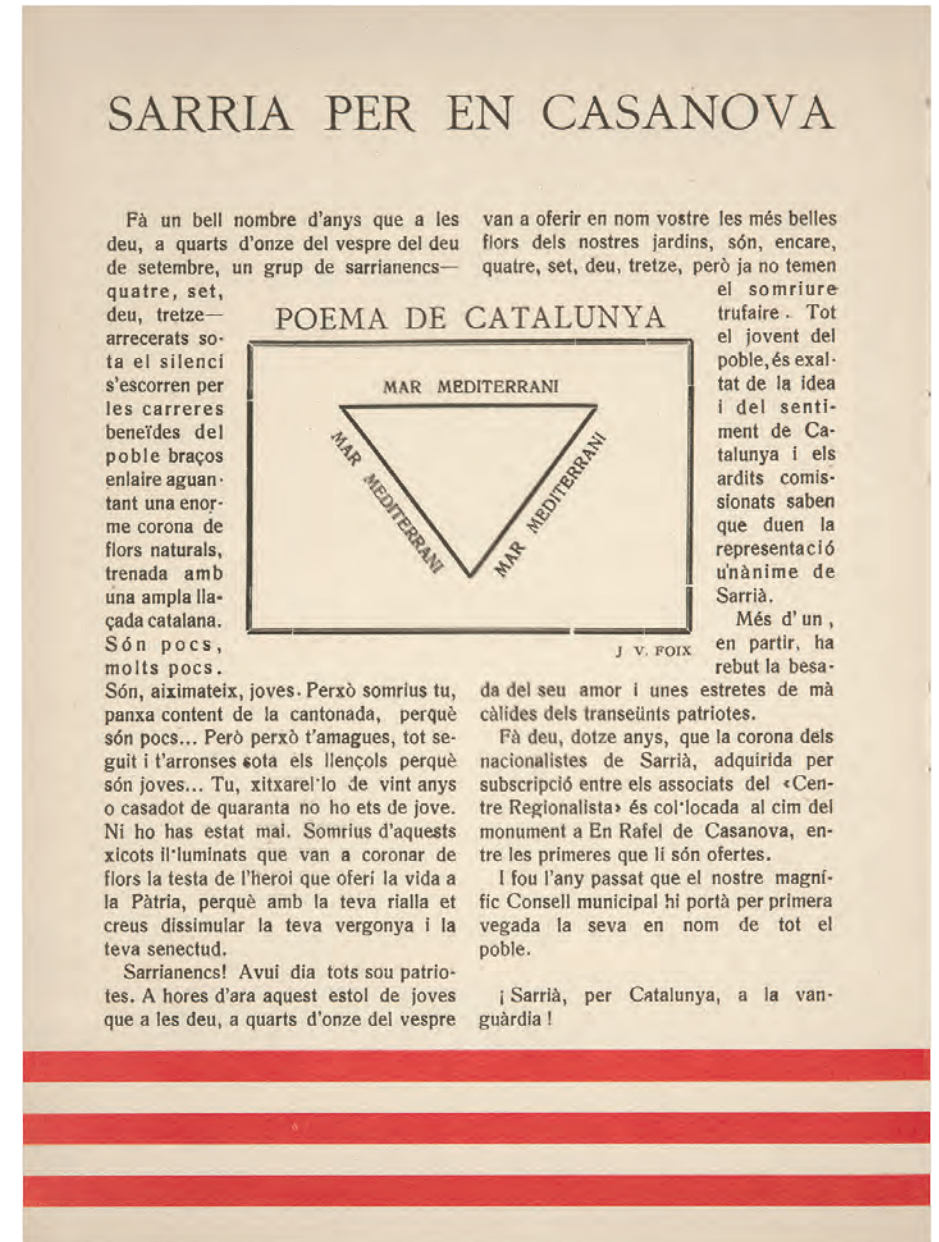 SARRIA PER EN CASANOVA
Fà un bell nombre d'anys que a les
deu, a quarts d'onze del vespre del deu
de setembre, un grup de sarrianencs—
quatre, set,
deu, tretze—
arrecerats so-
ta el silenci
s'escorren per
les carreres
beneïdes del
poble braços
enlaire aguan-
tant una enor-
me corona de
flors naturals,
trenada amb
una ampla lla-
çada catalana.
Són pocs,
molts pocs.
Són, aiximateix, joves. Perxò somrius tu,
panxa content de la cantonada, perquè
són pocs... Però perxò t'amagues, tot se-
guit i t'arronses sota els llençols perquè
són joves... Tu, xitxarel·lo de vint anys
o casadot de quaranta no ho ets de jove.
Ni ho has estat mai. Somrius d'aquests
xicots il·luminats que van a coronar de
flors la testa de l'heroi que oferí la vida a
la Pàtria, perquè amb la teva rialla et
creus dissimular la teva vergonya i la
teva senectud.
Sarrianencs! Avui dia tots sou patrio-
tes. A hores d'ara aquest estol de joves
que a les deu, a quarts d'onze del vespre
POEMA DE CATALUNYA
MAR MEDITERRANI
MAR MEDITERRANI
MAR MEDITERRANI
J V. FOIX
van a oferir en nom vostre les més belles
flors dels nostres jardins, són, encare,
quatre, set, deu, tretze, però ja no temen
el somriure
trufaire. Tot
el jovent del
poble, és exal-
tat de la idea
i del senti-
ment de Ca-
talunya i els
ardits comis-
sionats saben
que duen la
representació
unànime de
Sarrià.
Més d'un,
en partir, ha
rebut la besa-
da del seu amor i unes estretes de mà
càlides dels transeünts patriotes.
Fà deu, dotze anys, que la corona dels
nacionalistes de Sarrià, adquirida per
subscripció entre els associats del «Cen-
tre Regionalista» és col·locada al cim del
monument a En Rafel de Casanova, en-
tre les primeres que li són ofertes.
I fou l'any passat que el nostre magní-
fic Consell municipal hi portà per primera
vegada la seva en nom de tot el
poble.
¡Sarrià, per Catalunya, a la van-
guàrdia!